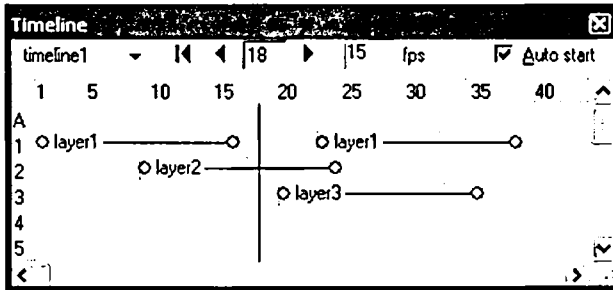 Timeline
timeline1 18 15 fps Auto start
1 5 10 15 20 25 30 35 40
A
1 layer1 layer1
2 layer2
3 layer3
4
5